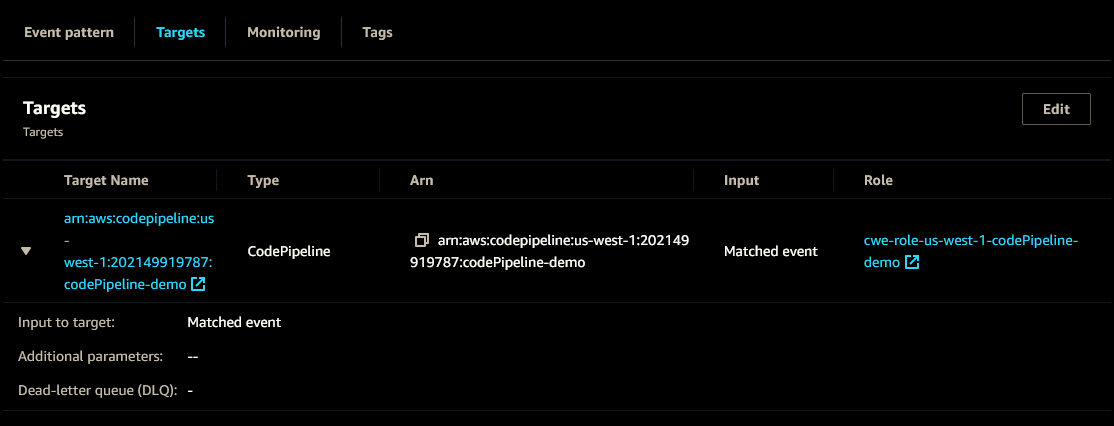 Event pattern
Targets
Monitoring
Tags
Targets
Edit
Targets
Target Name
Type
Arn
Input
Role
arn:aws:codepipeline:us
-
west-1:202149919787:
codePipeline-demo
CodePipeline
arn:aws:codepipeline:us-west-1:202149
919787:codePipeline-demo
Matched event
cwe-role-us-west-1-codePipeline-
demo
Input to target: Matched event
Additional parameters: --
Dead-letter queue (DLQ): -